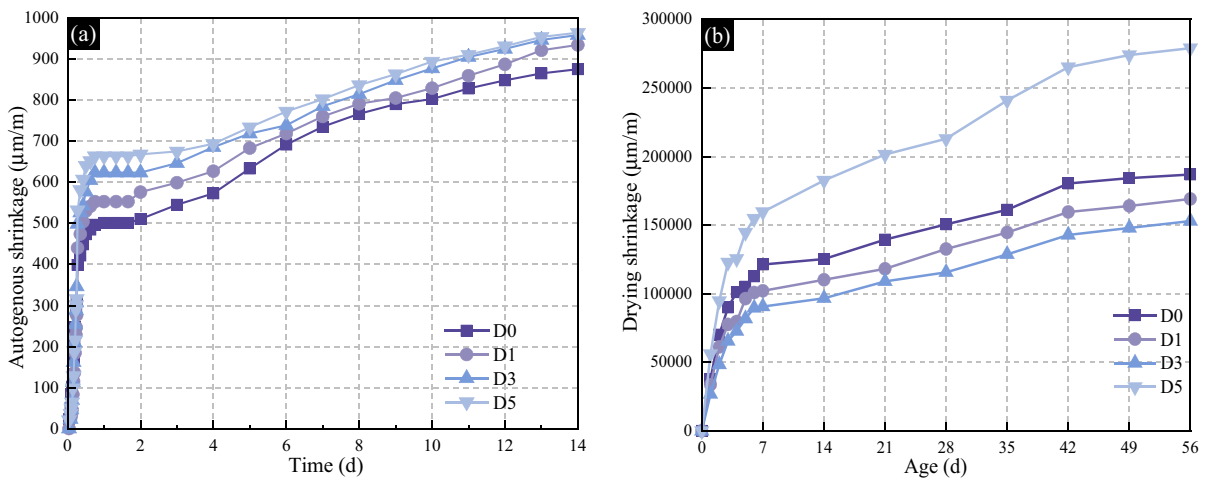 (a)
Autogenous shrinkage (μm/m)
1000
900
800
700
600
500
400
300
200
100
0
0 2 4 6 8 10 12 14
Time (d)
D0
D1
D3
D5
(b)
Drying shrinkage (μm/m)
300000
250000
200000
150000
100000
50000
0
0 7 14 21 28 35 42 49 56
Age (d)
D0
D1
D3
D5